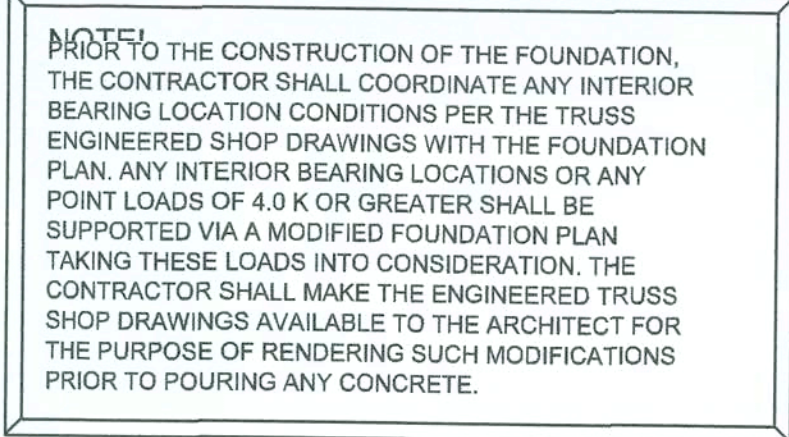 NOTE!
PRIOR TO THE CONSTRUCTION OF THE FOUNDATION,
THE CONTRACTOR SHALL COORDINATE ANY INTERIOR
BEARING LOCATION CONDITIONS PER THE TRUSS
ENGINEERED SHOP DRAWINGS WITH THE FOUNDATION
PLAN. ANY INTERIOR BEARING LOCATIONS OR ANY
POINT LOADS OF 4.0 K OR GREATER SHALL BE
SUPPORTED VIA A MODIFIED FOUNDATION PLAN
TAKING THESE LOADS INTO CONSIDERATION. THE
CONTRACTOR SHALL MAKE THE ENGINEERED TRUSS
SHOP DRAWINGS AVAILABLE TO THE ARCHITECT FOR
THE PURPOSE OF RENDERING SUCH MODIFICATIONS
PRIOR TO POURING ANY CONCRETE.